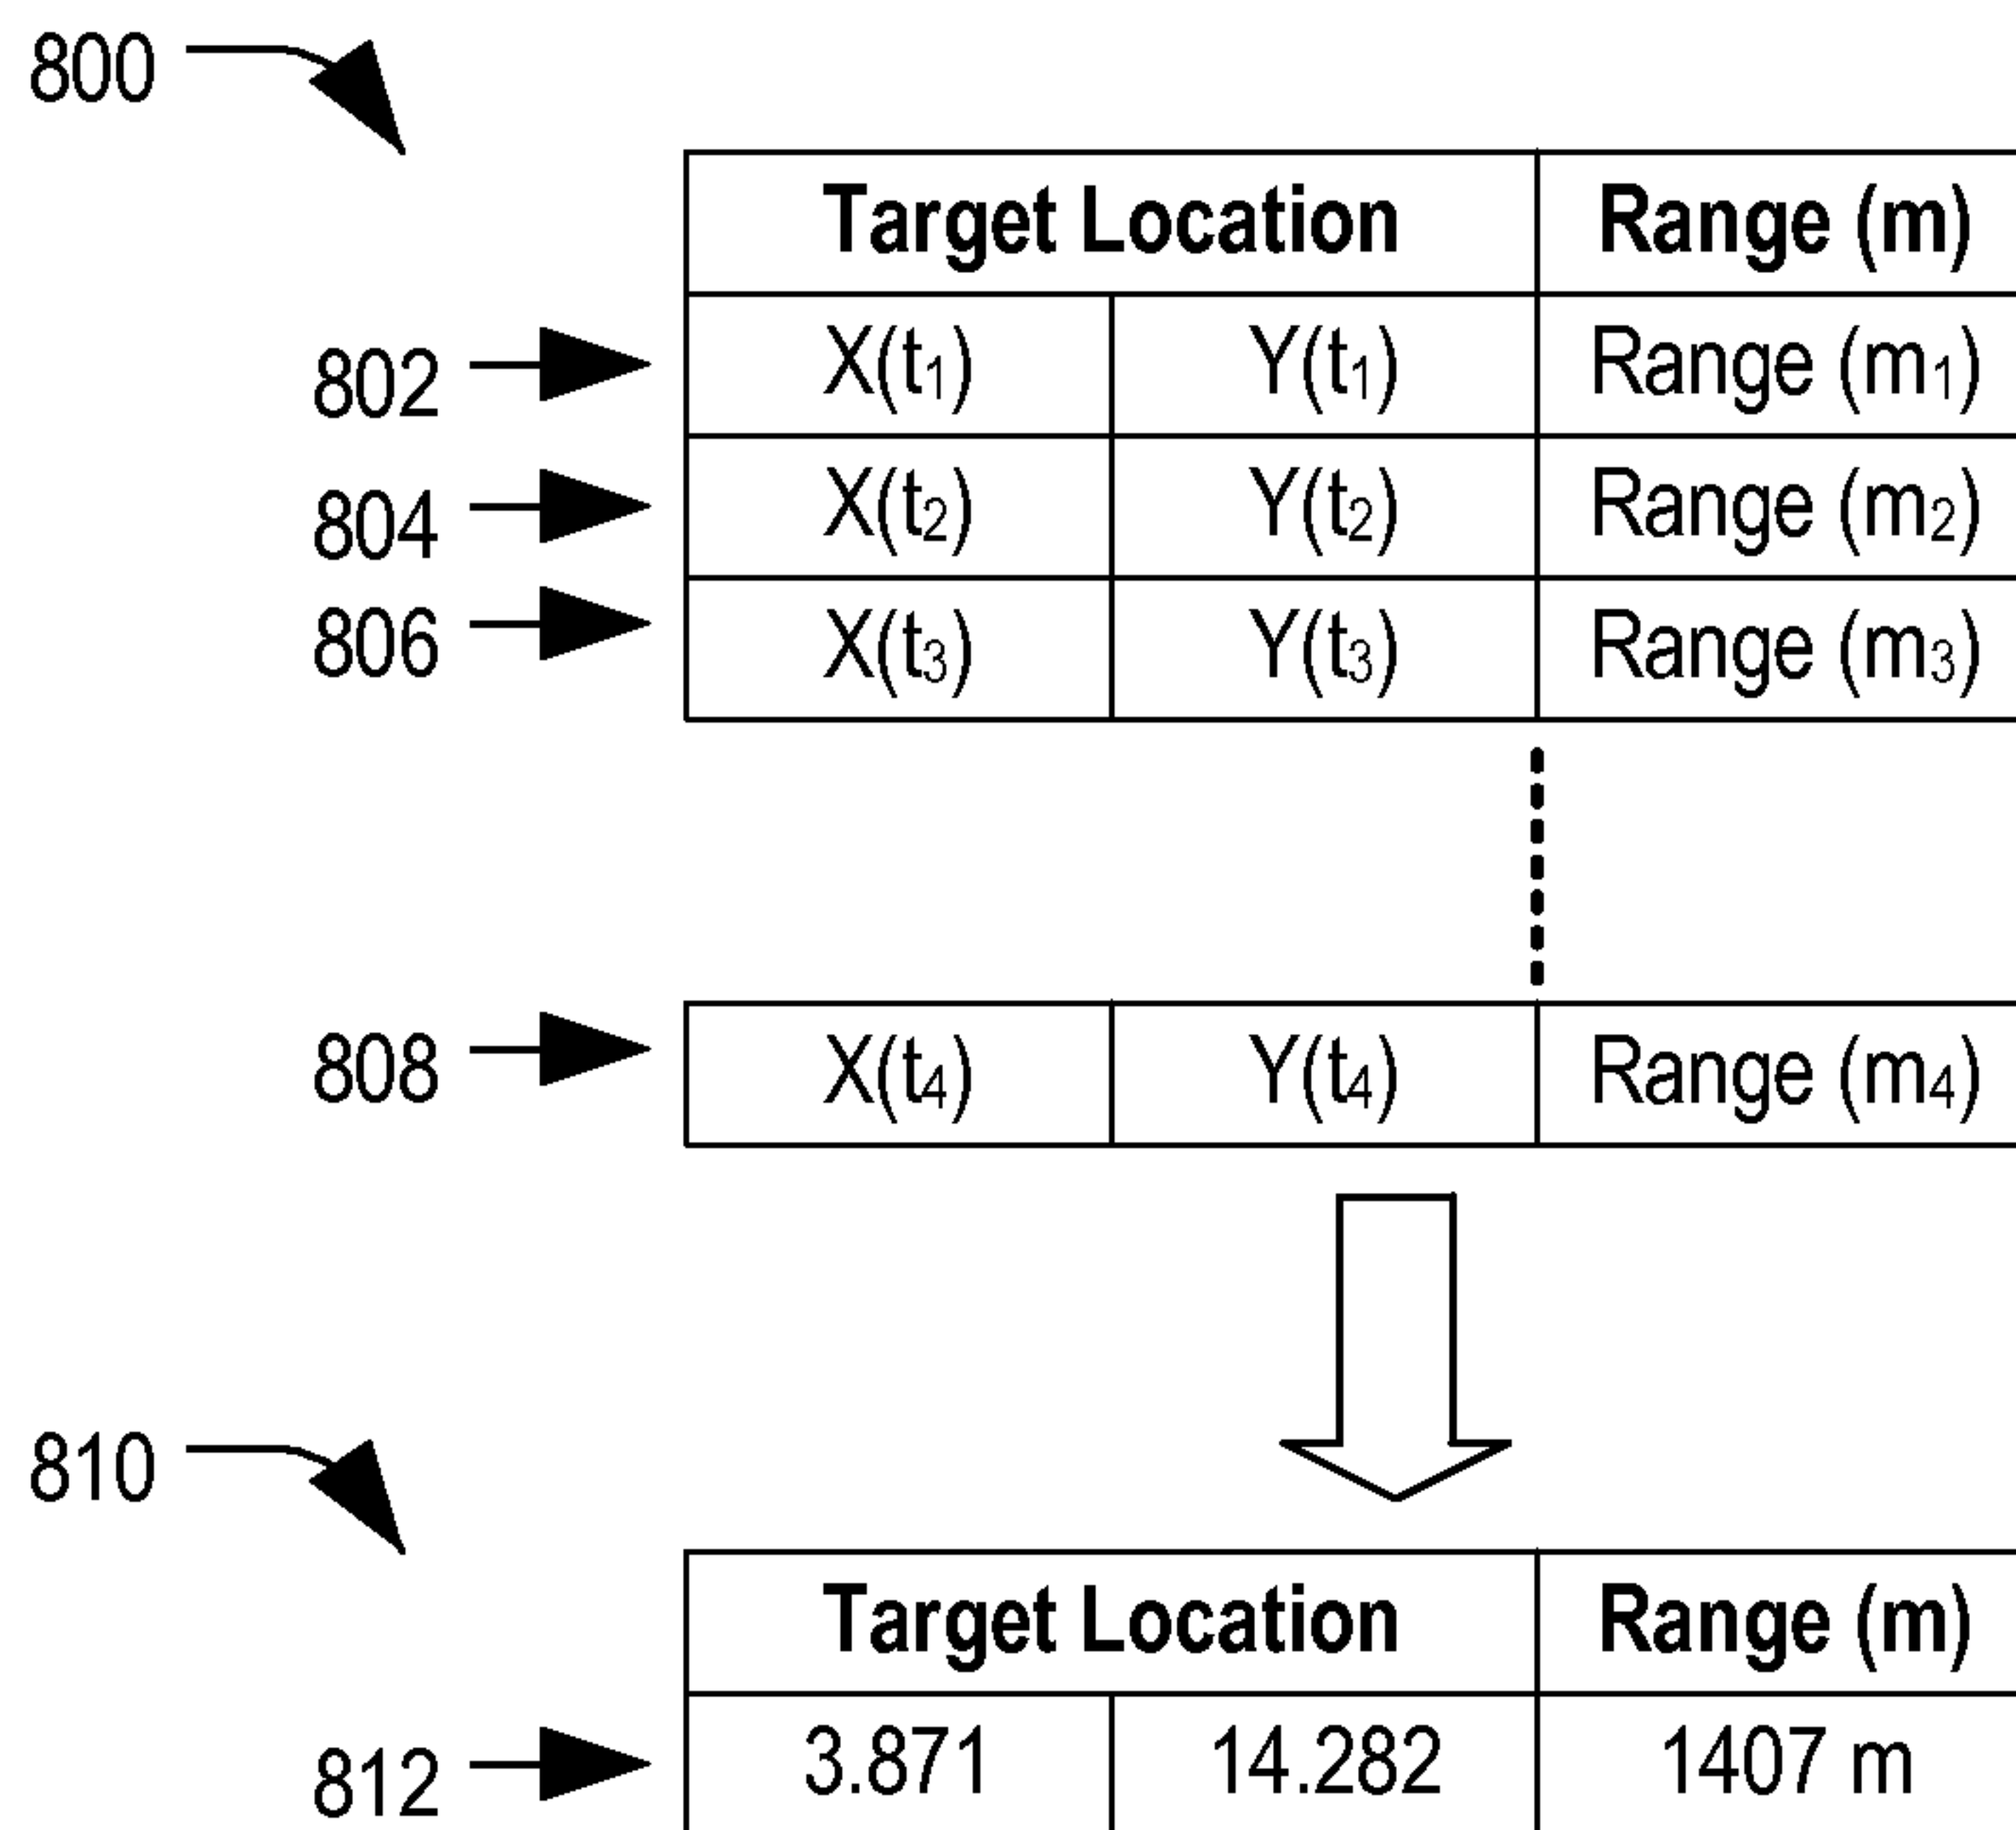 800
Target Location Range (m)
802 X(t₁) Y(t₁) Range (m₁)
804 X(t₂) Y(t₂) Range (m₂)
806 X(t₃) Y(t₃) Range (m₃)
808 X(t₄) Y(t₄) Range (m₄)
810
Target Location Range (m)
812 3.871 14.282 1407 m